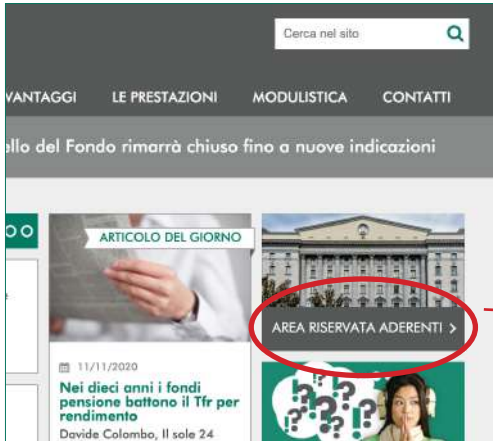 Cerca nel sito
VANTAGGI LE PRESTAZIONI MODULISTICA CONTATTI
del Fondo rimarrà chiuso fino a nuove indicazioni
ARTICOLO DEL GIORNO
AREA RISERVATA ADERENTI >
11/11/2020
Nei dieci anni i fondi
pensione battono il Tfr per
rendimento
Davide Colombo, Il sole 24